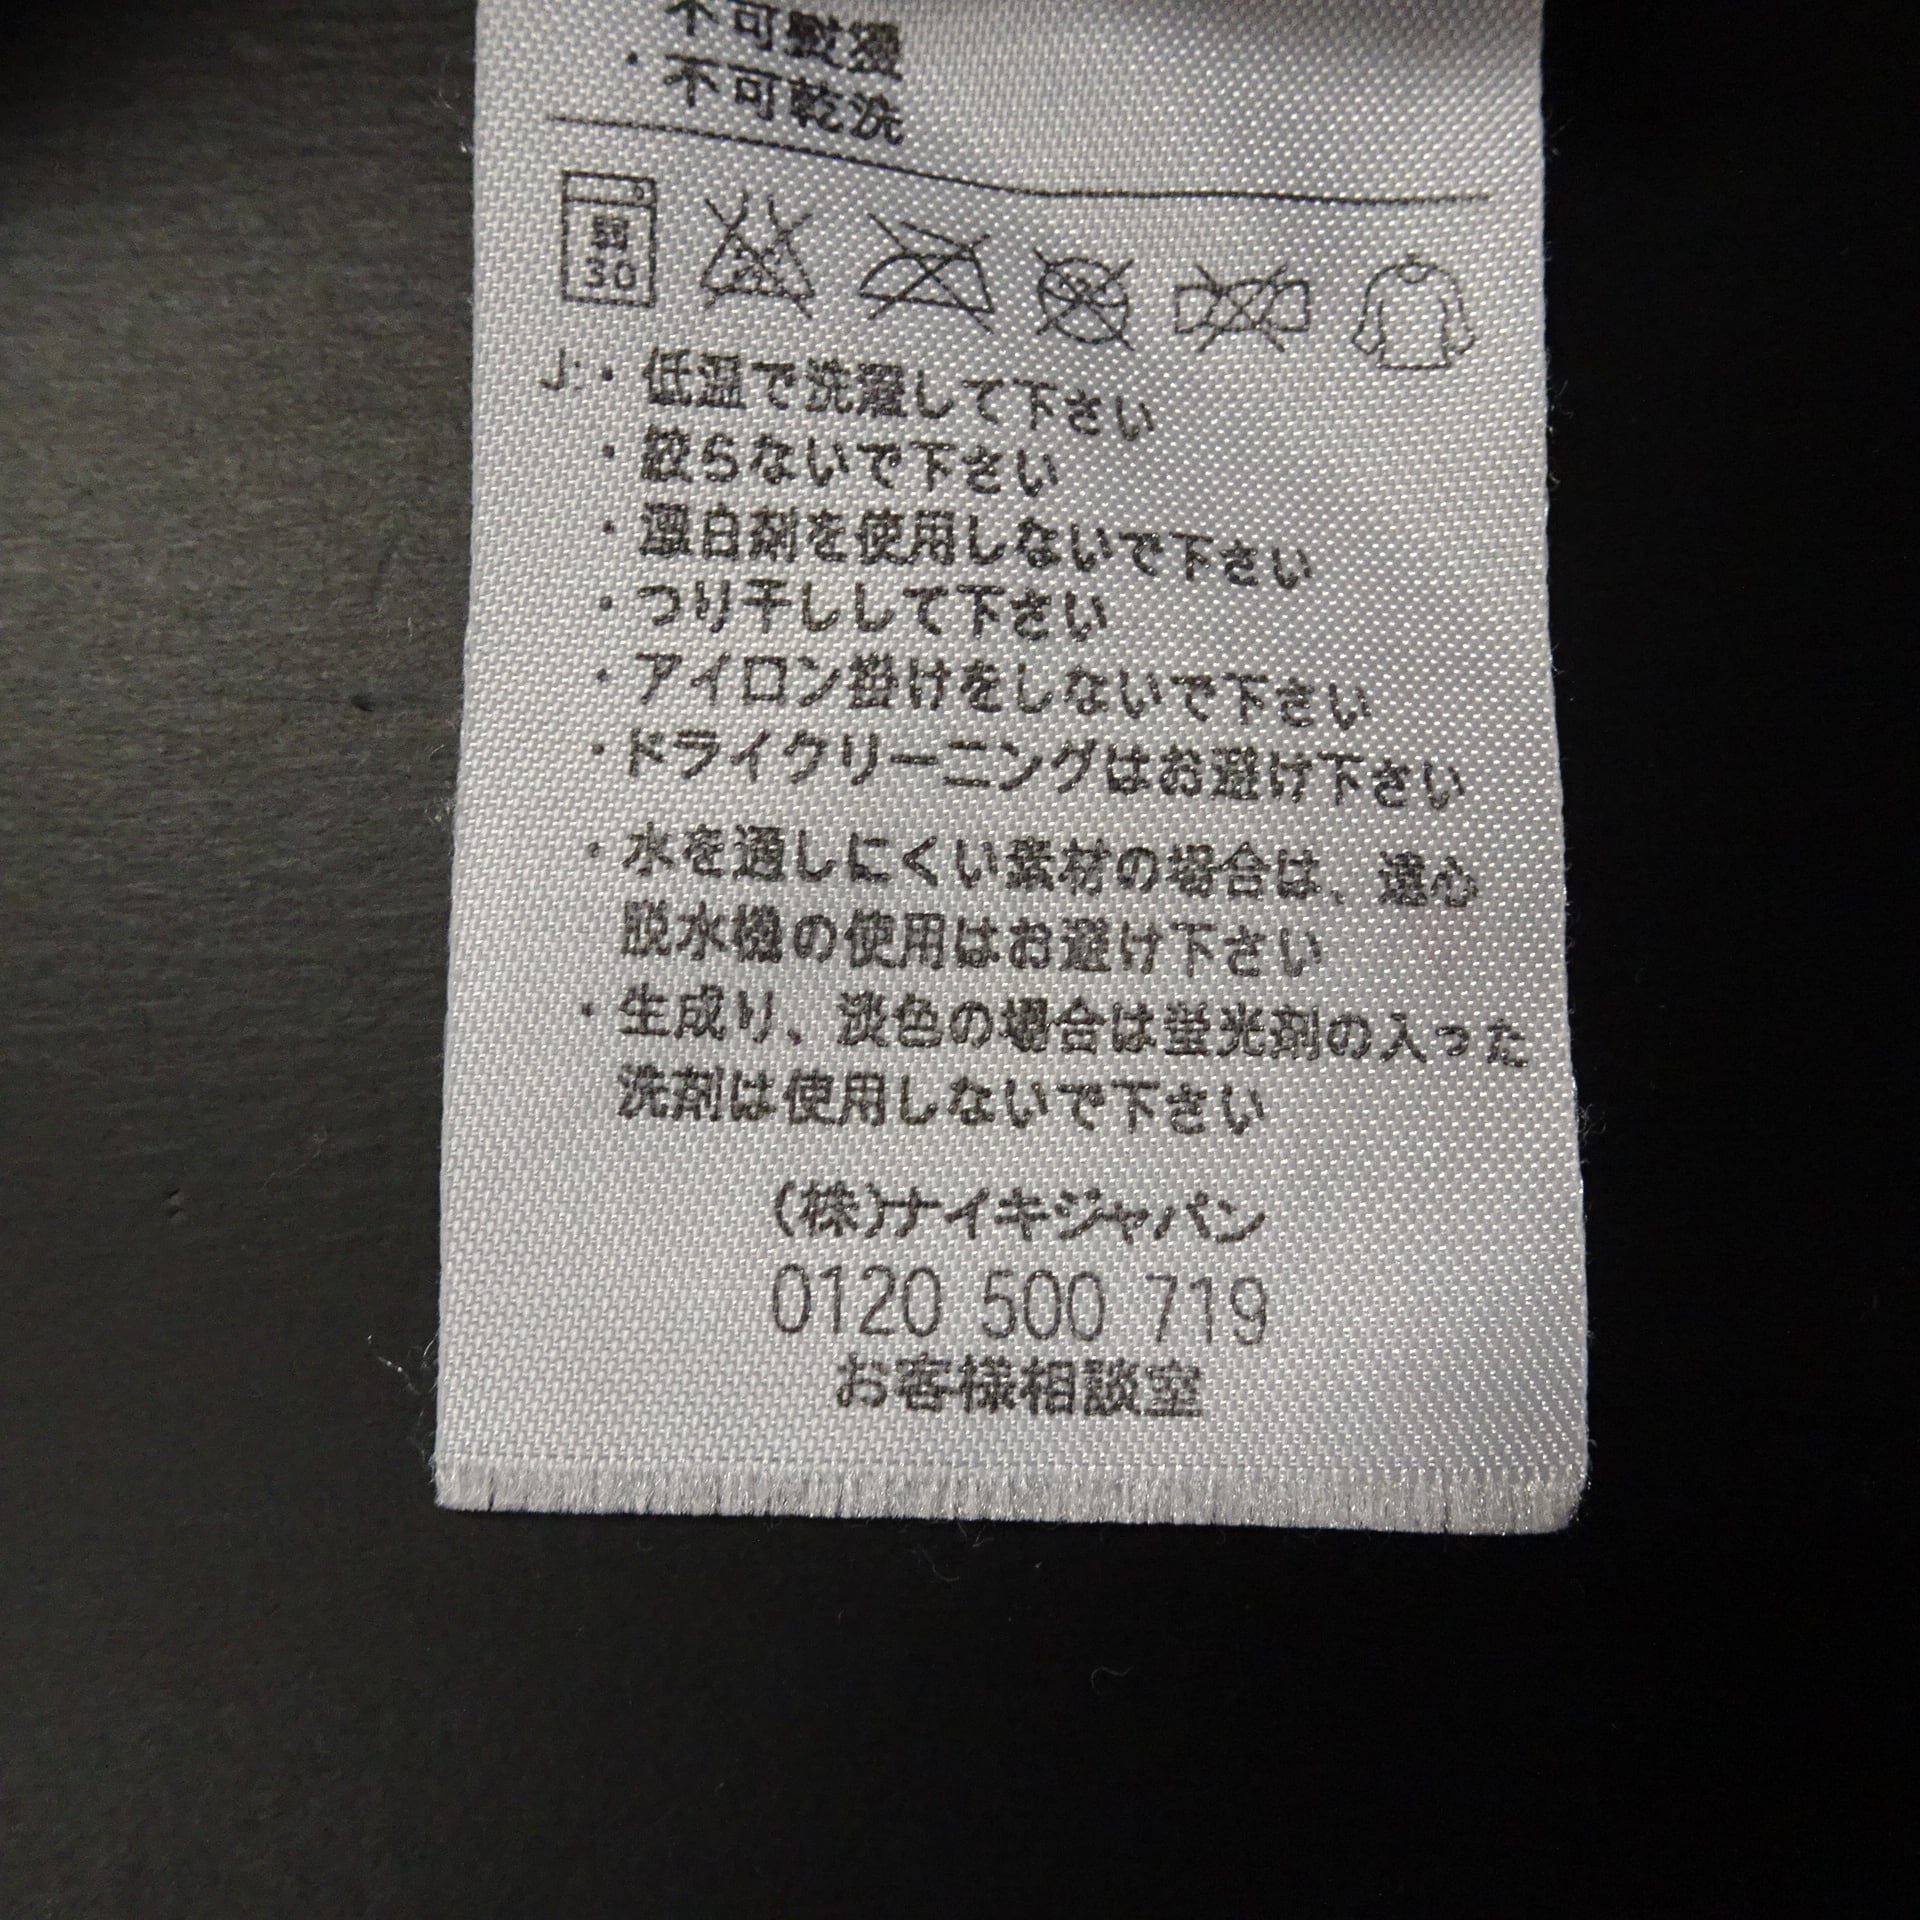 不可熨燙
・不可乾洗
弱
30
J:・低温で洗濯して下さい
・絞らないで下さい
・漂白剤を使用しないで下さい
・つり干しして下さい
・アイロン掛けをしないで下さい
・ドライクリーニングはお避け下さい
・水を通しにくい素材の場合は、遠心
脱水機の使用はお避け下さい
・生成り、淡色の場合は蛍光剤の入った
洗剤は使用しないで下さい
(株)ナイキジャパン
0120 500 719
お客様相談室